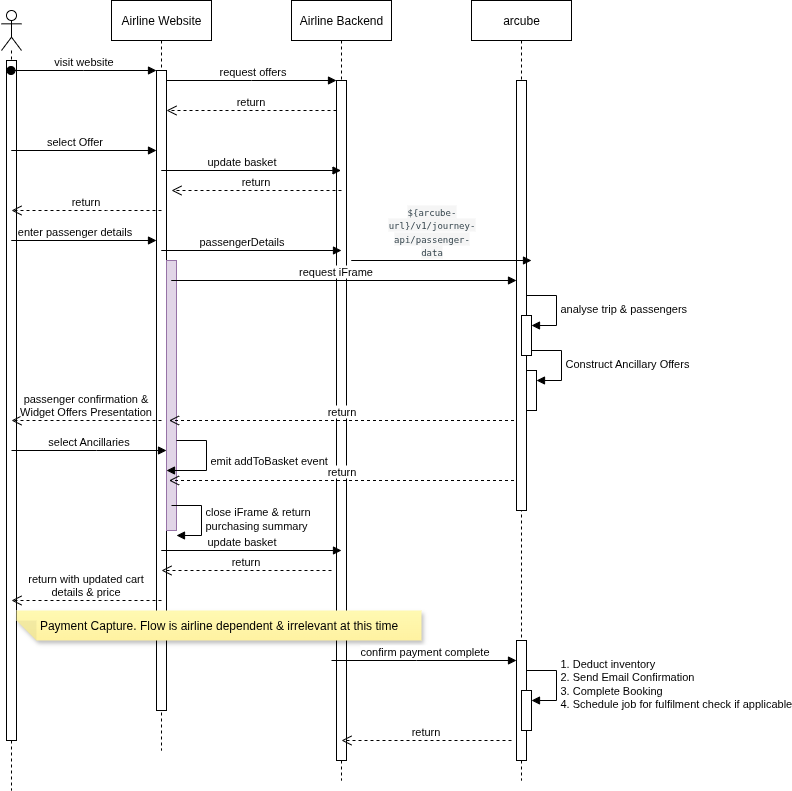 Airline Website
Airline Backend
arcube
visit website
request offers
return
select Offer
update basket
return
return
${arcube-
url}/v1/journey-
api/passenger-
data
enter passenger details
passengerDetails
request iFrame
analyse trip & passengers
Construct Ancillary Offers
passenger confirmation &
Widget Offers Presentation
return
select Ancillaries
emit addToBasket event
return
close iFrame & return
purchasing summary
update basket
return
return with updated cart
details & price
Payment Capture. Flow is airline dependent & irrelevant at this time
confirm payment complete
1. Deduct inventory
2. Send Email Confirmation
3. Complete Booking
4. Schedule job for fulfilment check if applicable
return